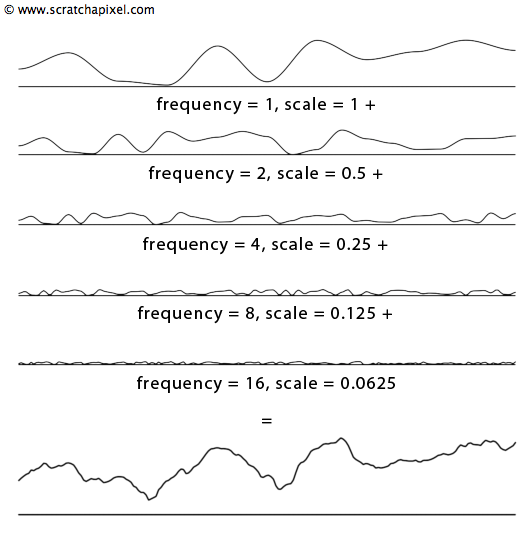 © www.scratchapixel.com
frequency = 1, scale = 1 +
frequency = 2, scale = 0.5 +
frequency = 4, scale = 0.25 +
frequency = 8, scale = 0.125 +
frequency = 16, scale = 0.0625
=